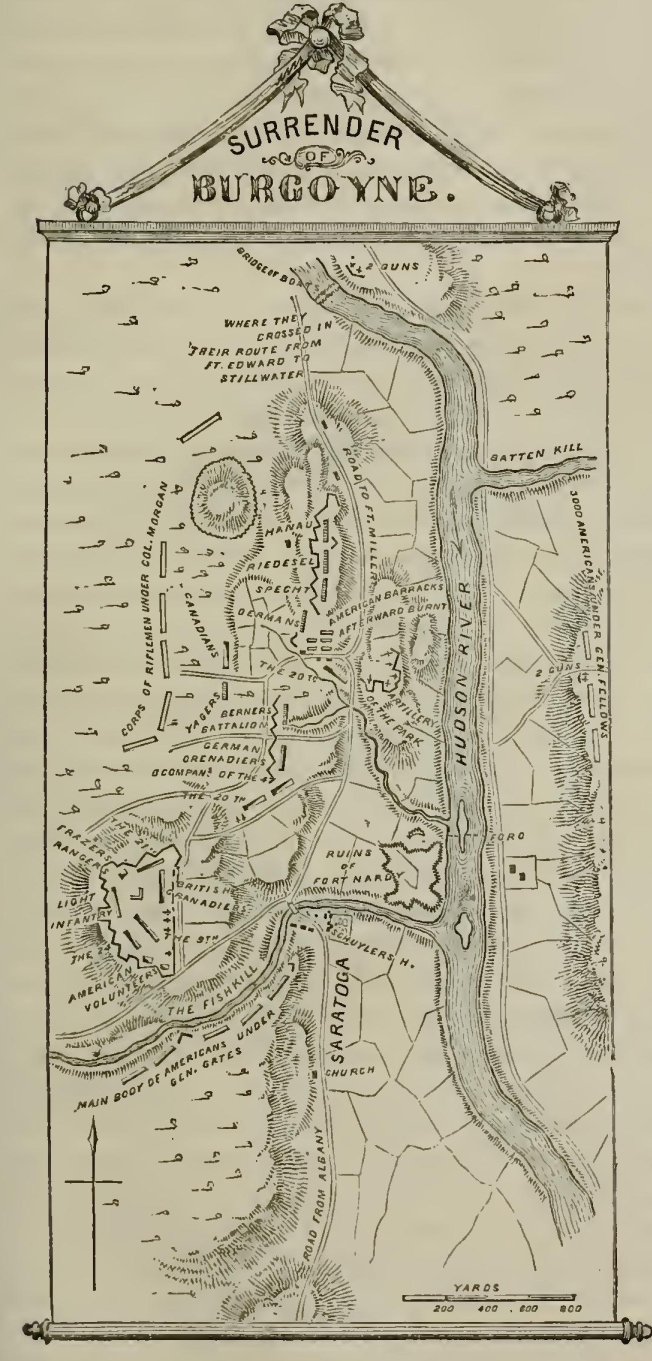 SURRENDER
OF
BURGOYNE.
BRIDGE OF BOATS
2 GUNS
WHERE THEY
CROSSED IN
THEIR ROUTE FROM
FT. EDWARD TO
STILLWATER
BATTEN KILL
ROAD TO FT. MILLER
3000 AMERICANS UNDER GEN. FELLOWS
2 GUNS
CORPS OF RIFLEMEN UNDER COL. MORGAN
CANADIANS
YAGERS
HANAU
RIEDESEL
SPECHT
GERMANS
AMERICAN BARRACKS
AFTERWARD BURNT
THE 20TH
ARTILLERY
OF THE PARK
HUDSON RIVER
BERNERS
BATTALION
GERMAN
GRENADIERS
COMPANS OF THE
THE 20TH
FORD
FRAZERS
RANGERS
THE 21ST
LIGHT
INFANTRY
BRITISH
GRANADIERS
THE 9TH
AMERICAN
VOLUNTEERS
RUINS
OF
FORT HARDY
SCHUYLERS H.
THE FISHKILL
SARATOGA
MAIN BODY OF AMERICANS UNDER
GEN. GATES
CHURCH
ROAD FROM ALBANY
YARDS
200 400 600 800